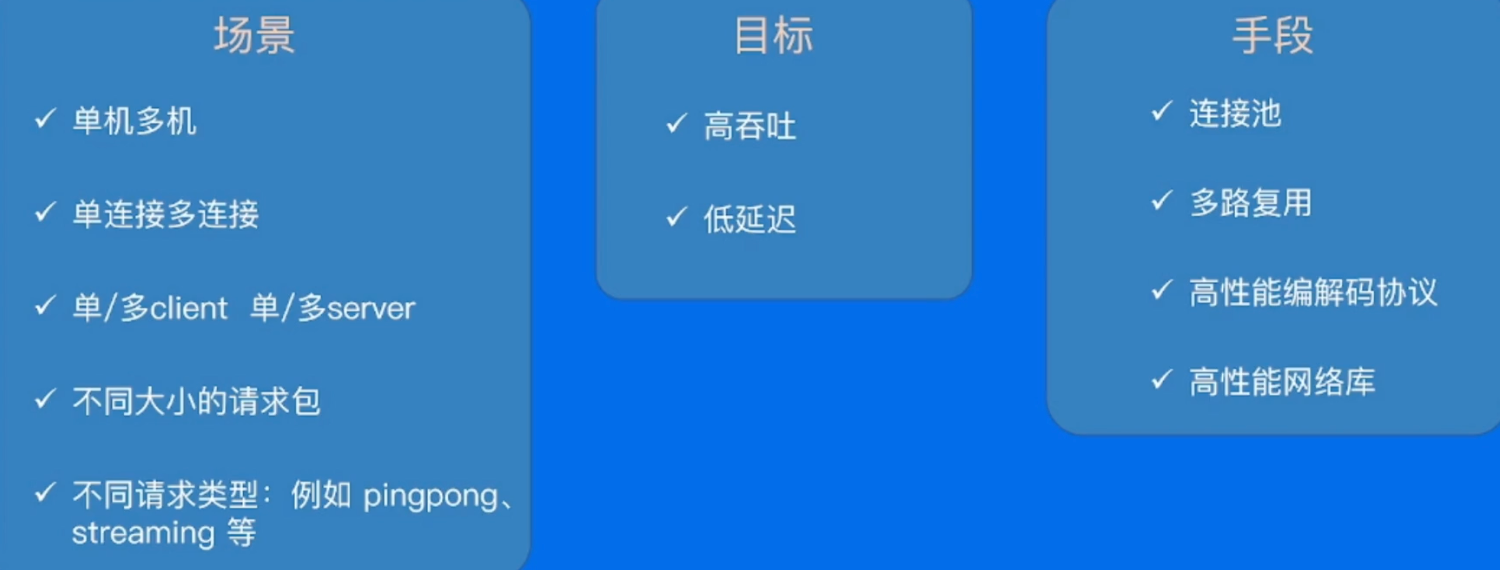 场景
✓ 单机多机
✓ 单连接多连接
✓ 单/多client 单/多server
✓ 不同大小的请求包
✓ 不同请求类型：例如 pingpong、
streaming 等
目标
✓ 高吞吐
✓ 低延迟
手段
✓ 连接池
✓ 多路复用
✓ 高性能编解码协议
✓ 高性能网络库